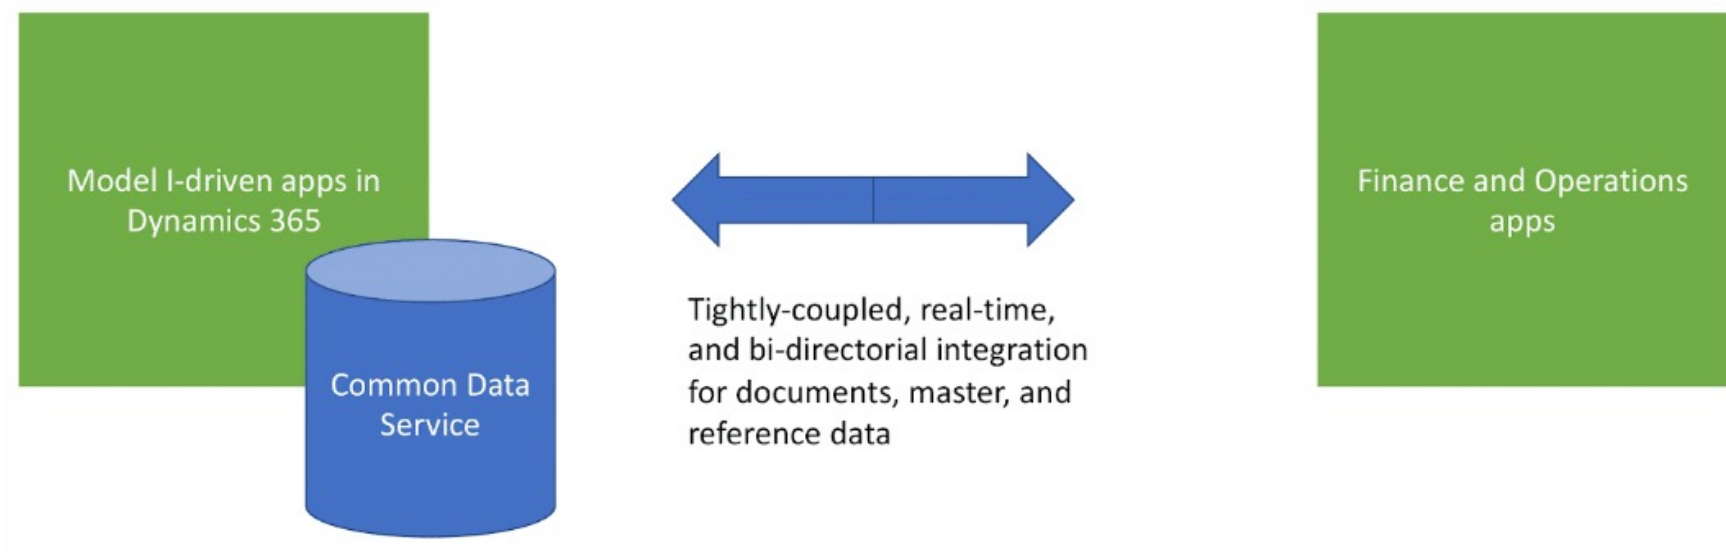 Model I-driven apps in
Dynamics 365
Common Data
Service
Tightly-coupled, real-time,
and bi-directorial integration
for documents, master, and
reference data
Finance and Operations
apps